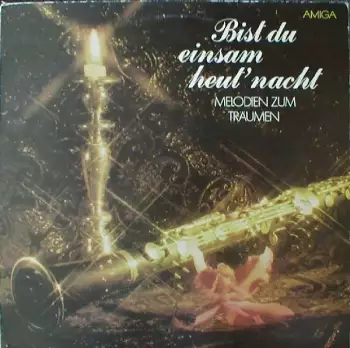 AMIGA
Bist du
einsam
heut' nacht
MELODIEN ZUM
TRÄUMEN